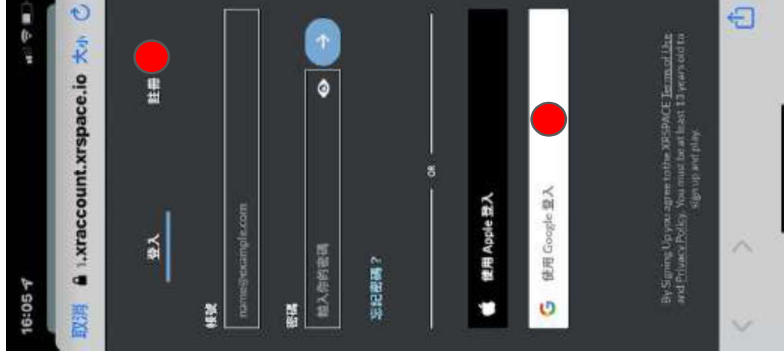 16:05
取消
1.xraccount.xrspace.io
大小
登入
註冊
帳號
name@example.com
密碼
輸入你的密碼
忘記密碼？
OR
使用 Apple 登入
使用 Google 登入
By Signing Up you agree to the XRSPACE Terms of Use
and Privacy Policy. You must be at least 13 years old to
sign up and play.